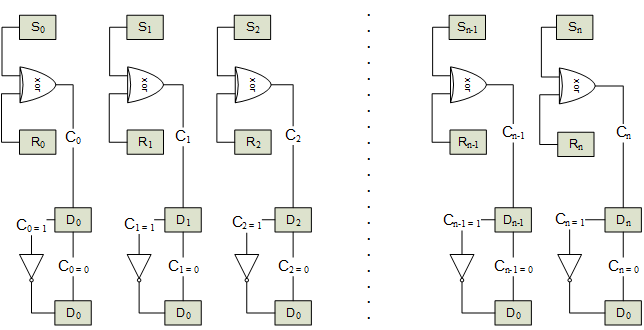 S0 S1 S2 Sn-1 Sn
xor xor xor xor xor
R0 R1 R2 Rn-1 Rn
C0 C1 C2 Cn-1 Cn
D0 D1 D2 Dn-1 Dn
C0 = 1 C1 = 1 C2 = 1 Cn-1 = 1 Cn = 1
C0 = 0 C1 = 0 C2 = 0 Cn-1 = 0 Cn = 0
D0 D0 D0 D0 D0